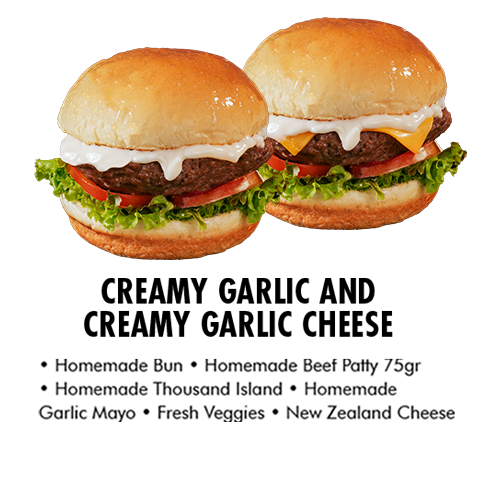 CREAMY GARLIC AND
CREAMY GARLIC CHEESE
• Homemade Bun • Homemade Beef Patty 75gr
• Homemade Thousand Island • Homemade
Garlic Mayo • Fresh Veggies • New Zealand Cheese